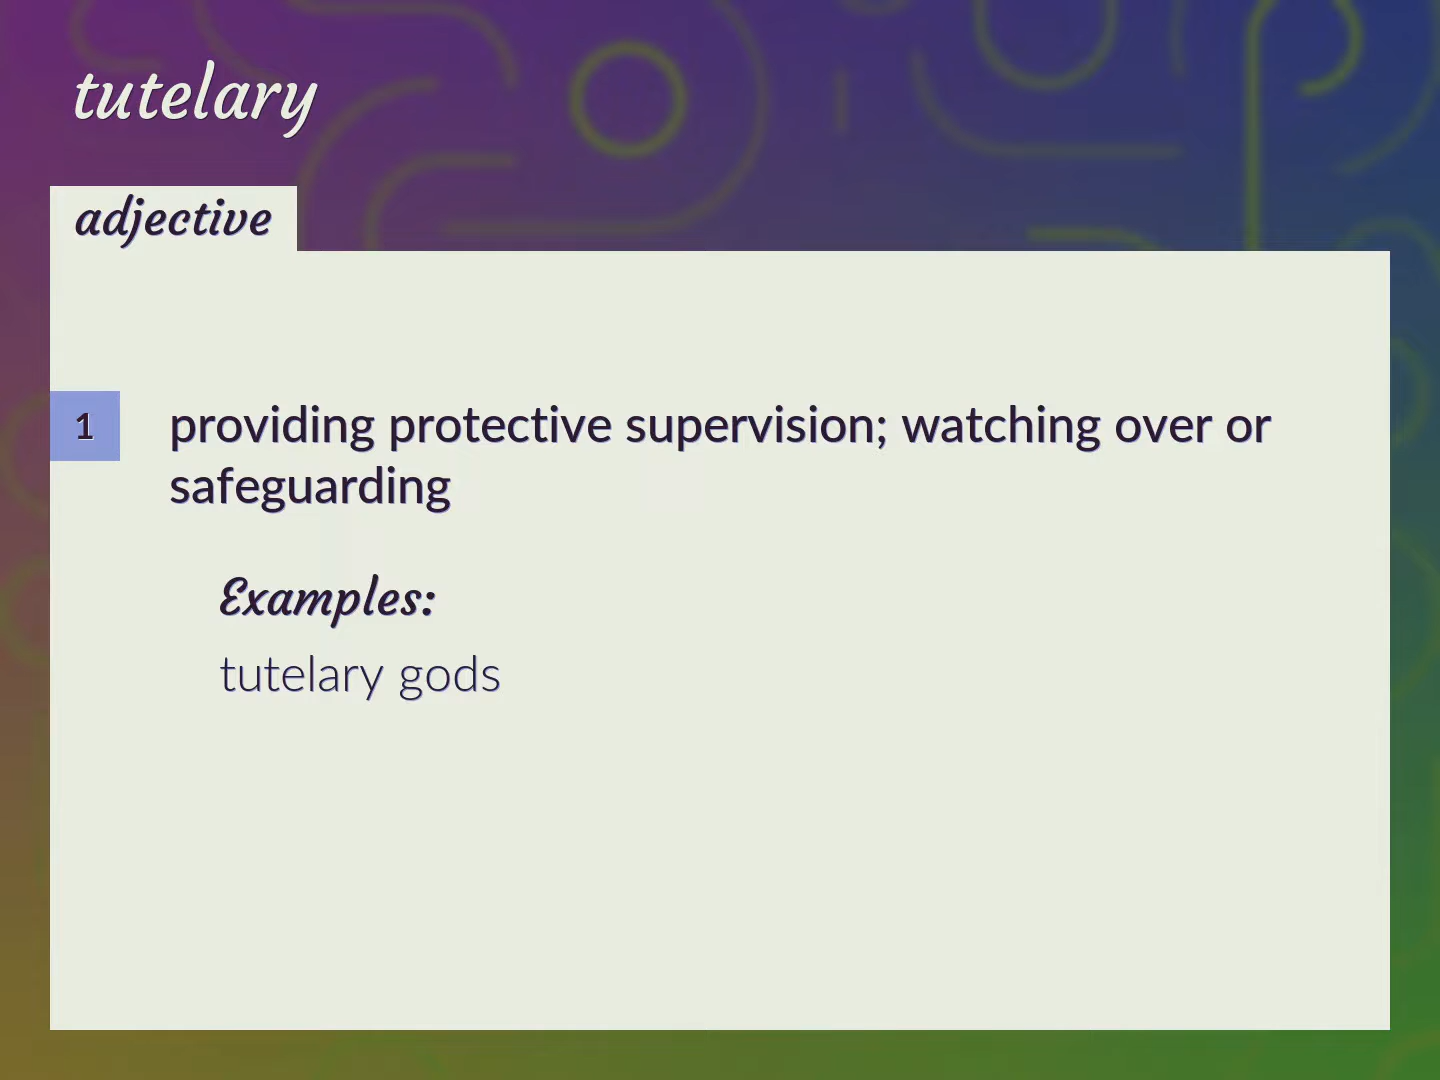 tutelary
adjective
1
providing protective supervision; watching over or
safeguarding
Examples:
tutelary gods